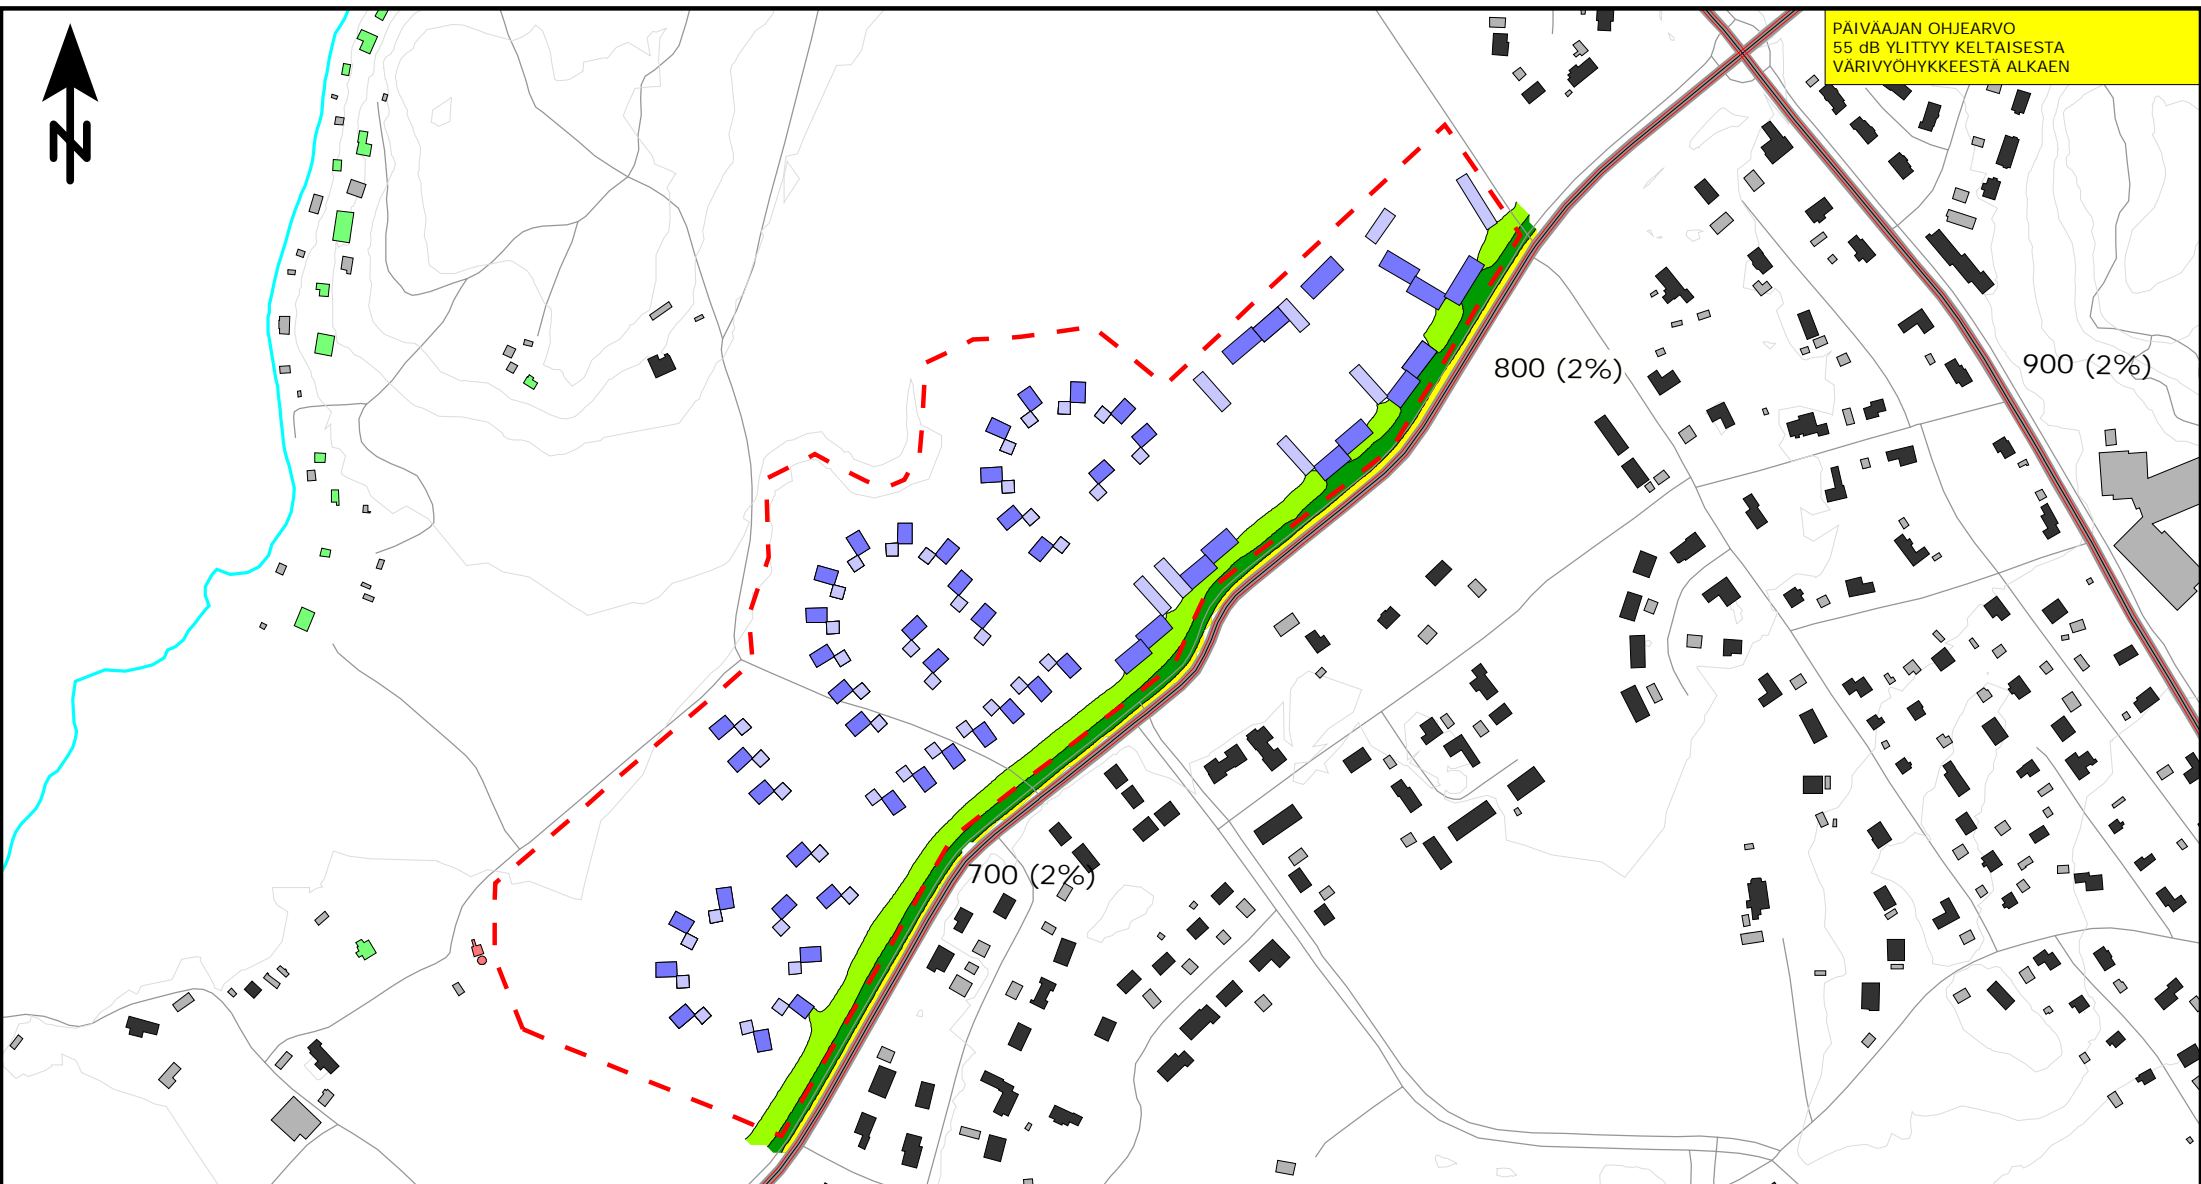 N
PÄIVÄAJAN OHJEARVO
55 dB YLITTYY KELTAISESTA
VÄRIVYÖHYKKEESTÄ ALKAEN
800 (2%)
900 (2%)
700 (2%)